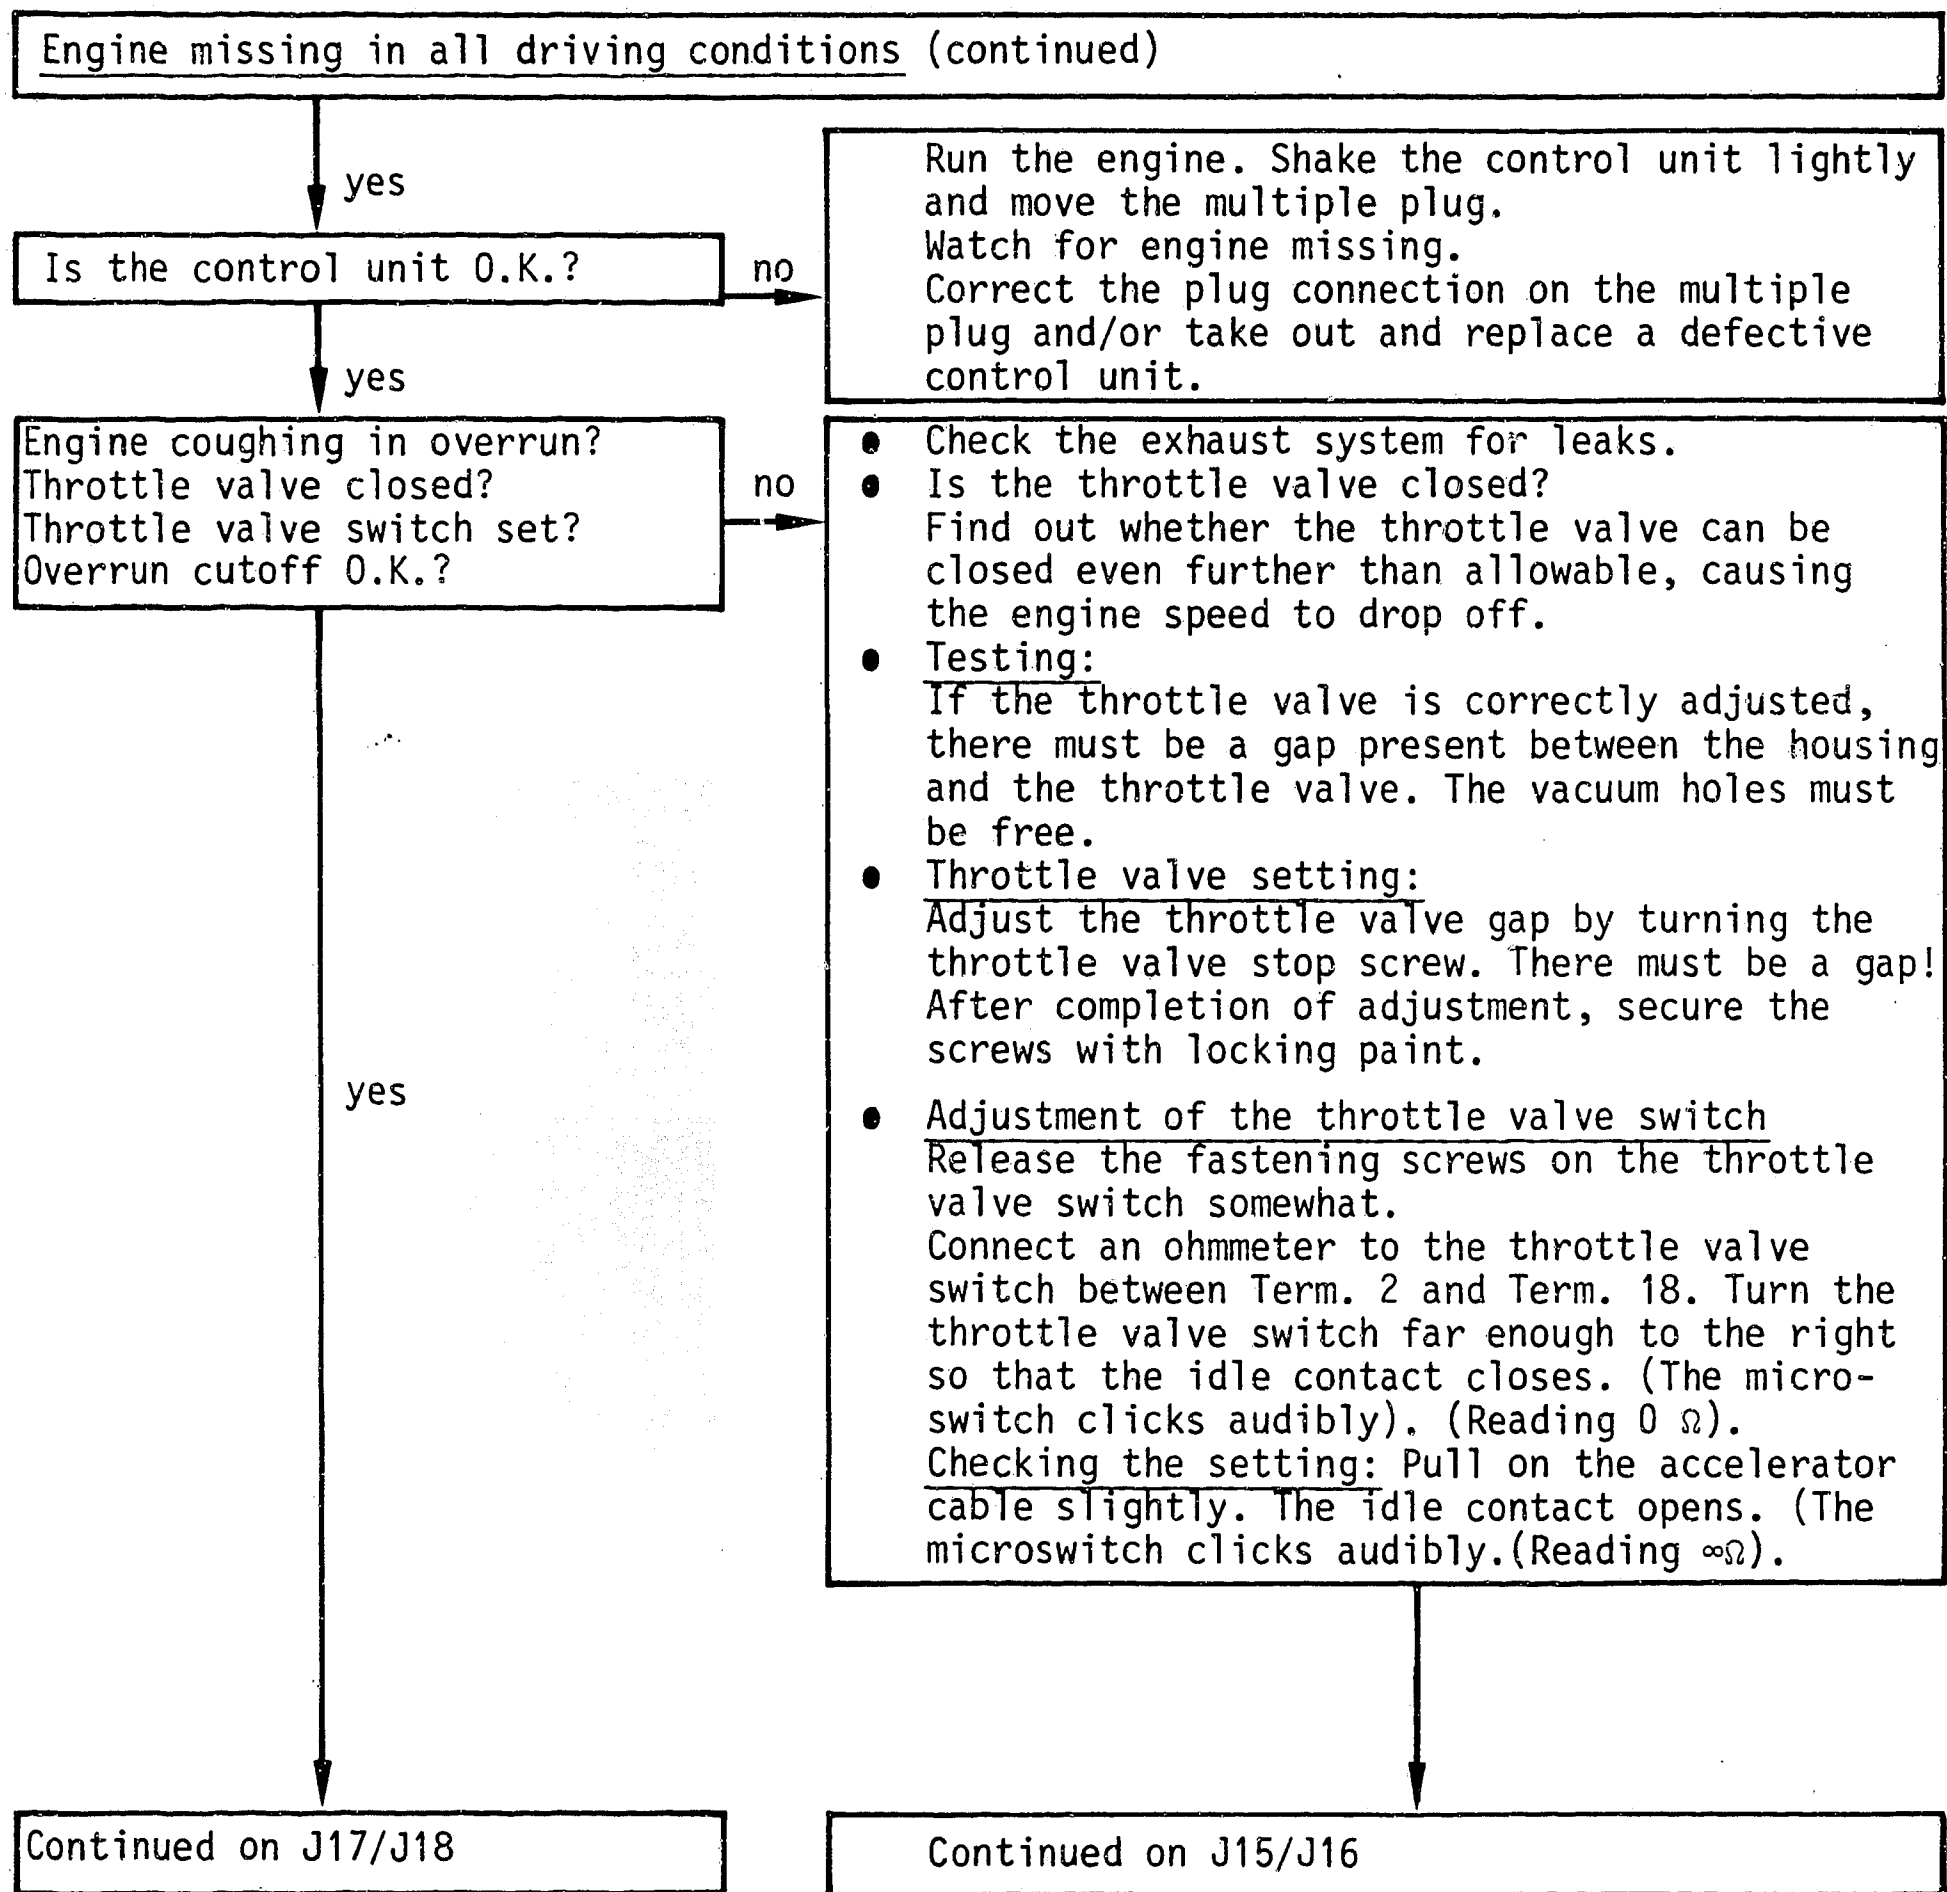 Engine missing in all driving conditions (continued)
yes
Is the control unit O.K.?
no
Run the engine. Shake the control unit lightly
and move the multiple plug.
Watch for engine missing.
Correct the plug connection on the multiple
plug and/or take out and replace a defective
control unit.
yes
Engine coughing in overrun?
Throttle valve closed?
Throttle valve switch set?
Overrun cutoff O.K.?
no
● Check the exhaust system for leaks.
● Is the throttle valve closed?
Find out whether the throttle valve can be
closed even further than allowable, causing
the engine speed to drop off.
● Testing:
If the throttle valve is correctly adjusted,
there must be a gap present between the housing
and the throttle valve. The vacuum holes must
be free.
● Throttle valve setting:
Adjust the throttle valve gap by turning the
throttle valve stop screw. There must be a gap!
After completion of adjustment, secure the
screws with locking paint.
● Adjustment of the throttle valve switch
Release the fastening screws on the throttle
valve switch somewhat.
Connect an ohmmeter to the throttle valve
switch between Term. 2 and Term. 18. Turn the
throttle valve switch far enough to the right
so that the idle contact closes. (The micro-
switch clicks audibly). (Reading 0 Ω).
Checking the setting: Pull on the accelerator
cable slightly. The idle contact opens. (The
microswitch clicks audibly.(Reading ∞Ω).
yes
Continued on J17/J18
Continued on J15/J16